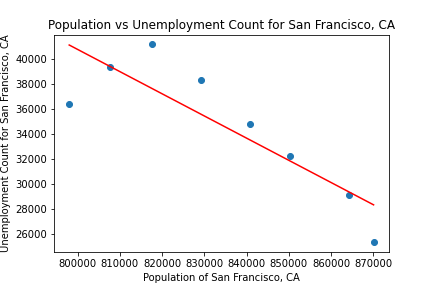 Population vs Unemployment Count for San Francisco, CA
Unemployment Count for San Francisco, CA
40000
38000
36000
34000
32000
30000
28000
26000
800000 810000 820000 830000 840000 850000 860000 870000
Population of San Francisco, CA